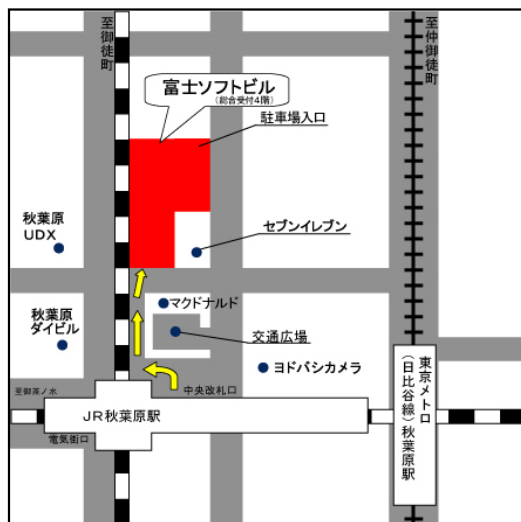 至御徒町
至仲御徒町
富士ソフトビル
(総合受付4階)
駐車場入口
秋葉原
UDX
セブンイレブン
マクドナルド
秋葉原
ダイビル
交通広場
ヨドバシカメラ
至御茶ノ水
中央改札口
JR秋葉原駅
電気街口
東京メトロ
(日比谷線)秋葉原駅